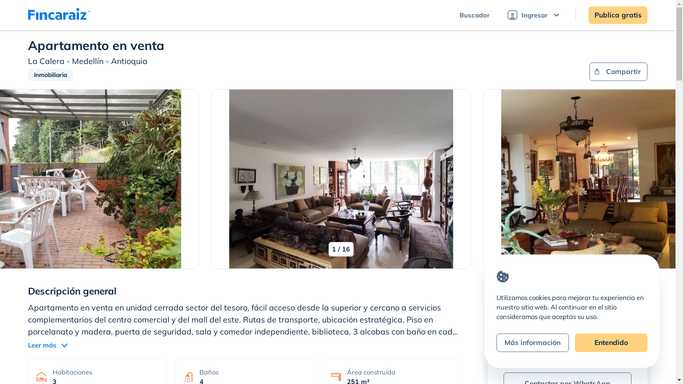 Fincaraiz
Buscador
Ingresar
Publica gratis
Apartamento en venta
La Calera - Medellín - Antioquia
Inmobiliaria
Compartir
1 / 16
Descripción general
Apartamento en venta en unidad cerrada sector del tesoro, fácil acceso desde la superior y cercano a servicios
complementarios del centro comercial y del mall del este. Rutas de transporte, ubicación estratégica. Piso en
porcelanato y madera, puerta de seguridad, sala y comedor independiente, biblioteca, 3 alcobas con baño en cad...
Leer más
Habitaciones
3
Baños
4
Área construida
251 m²
Utilizamos cookies para mejorar tu experiencia en
nuestro sitio web. Al continuar en el sitio
consideramos que aceptas su uso.
Más información
Entendido
Contactar por WhatsApp